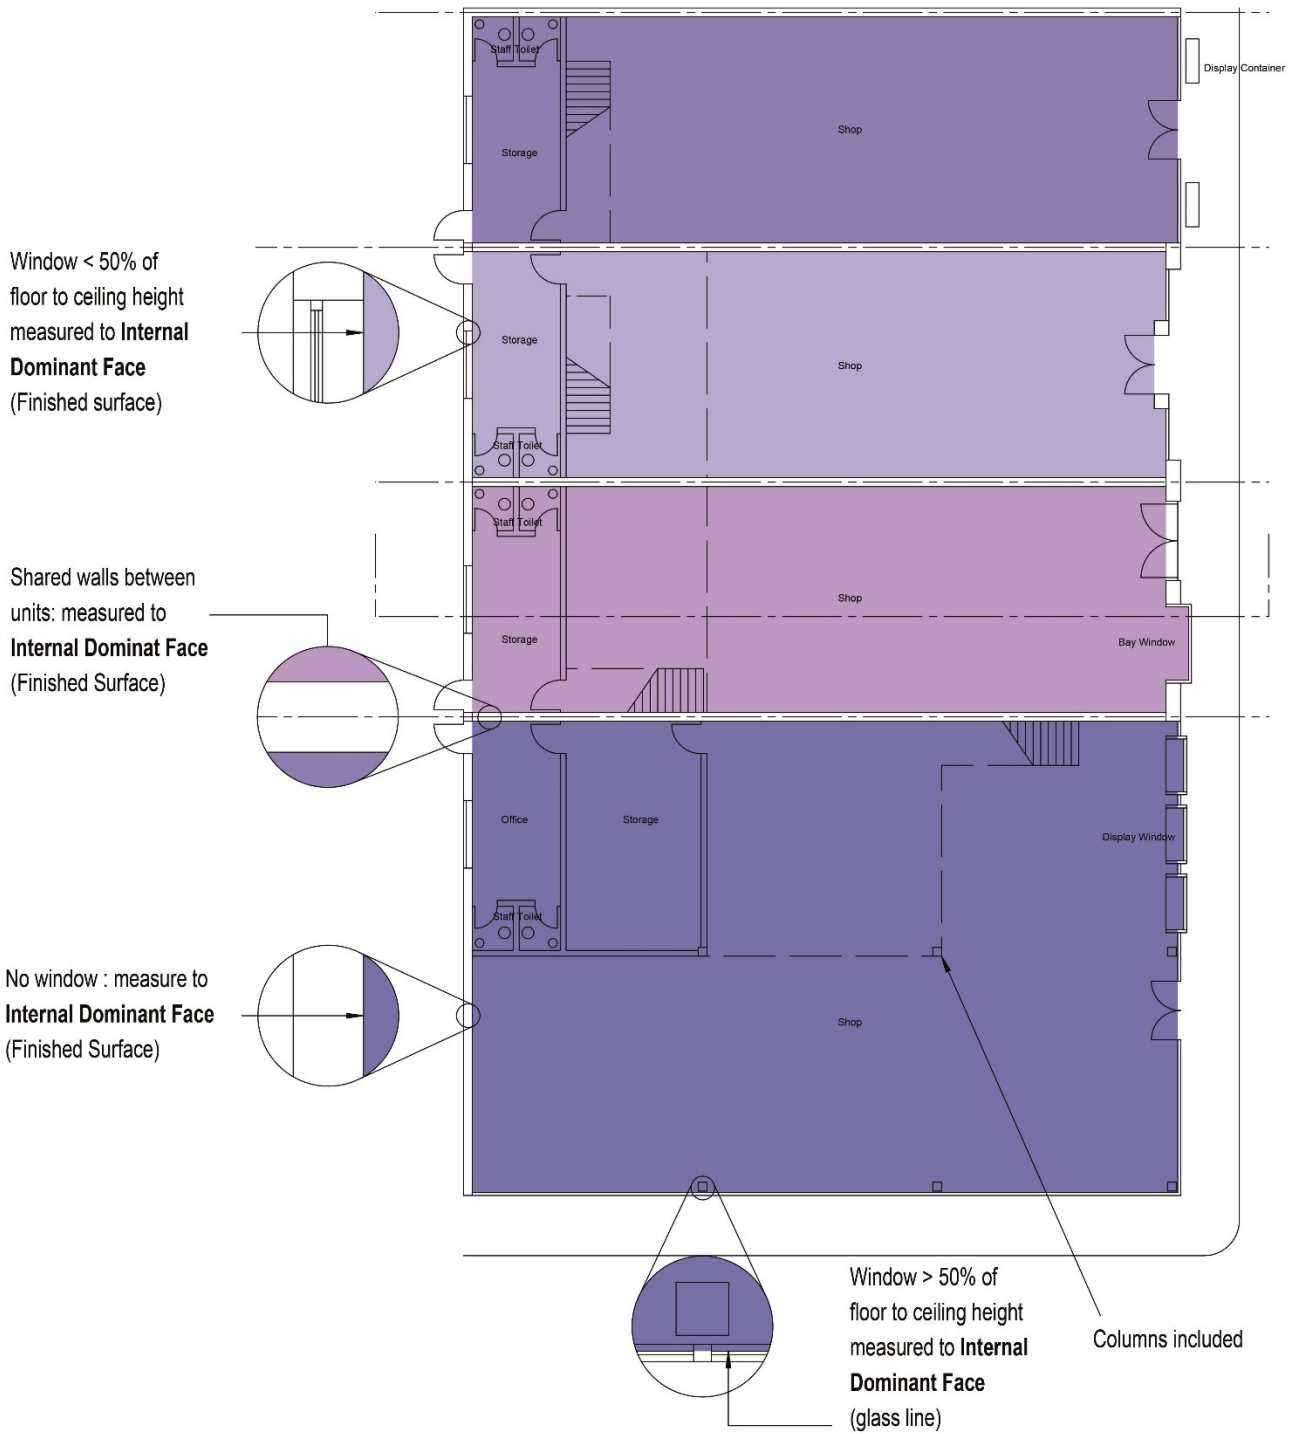 Staff Toilet
Display Container
Shop
Storage
Window < 50% of
floor to ceiling height
measured to Internal
Dominant Face
(Finished surface)
Storage
Shop
Staff Toilet
Staff Toilet
Shared walls between
units: measured to
Internal Dominat Face
(Finished Surface)
Shop
Storage
Bay Window
Office
Storage
Display Window
Staff Toilet
No window : measure to
Internal Dominant Face
(Finished Surface)
Shop
Window > 50% of
floor to ceiling height
measured to Internal
Dominant Face
(glass line)
Columns included